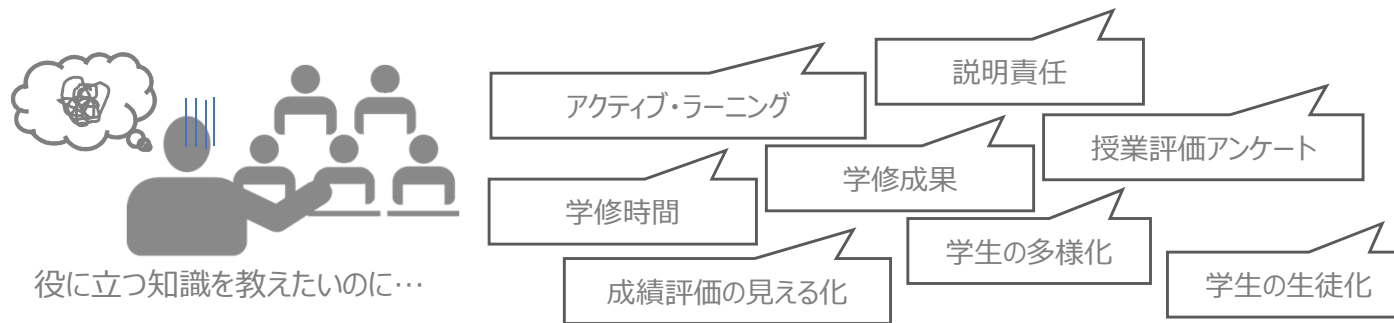 説明責任
アクティブ・ラーニング
授業評価アンケート
学修成果
学修時間
学生の多様化
役に立つ知識を教えたいのに…
成績評価の見える化
学生の生徒化